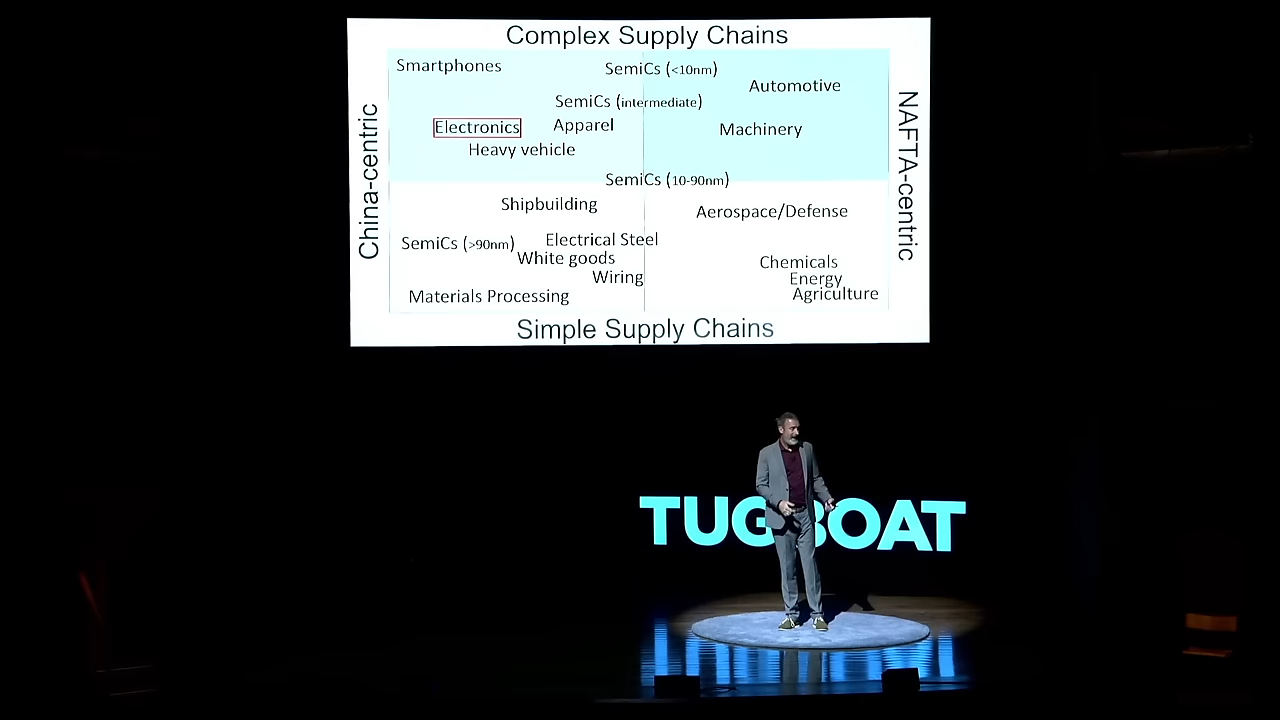 Complex Supply Chains
China-centric
NAFTA-centric
Smartphones
SemiCs (<10nm)
Automotive
SemiCs (intermediate)
Electronics
Apparel
Machinery
Heavy vehicle
SemiCs (10-90nm)
Shipbuilding
Aerospace/Defense
SemiCs (>90nm)
Electrical Steel
White goods
Chemicals
Wiring
Energy
Materials Processing
Agriculture
Simple Supply Chains
TUGBOAT